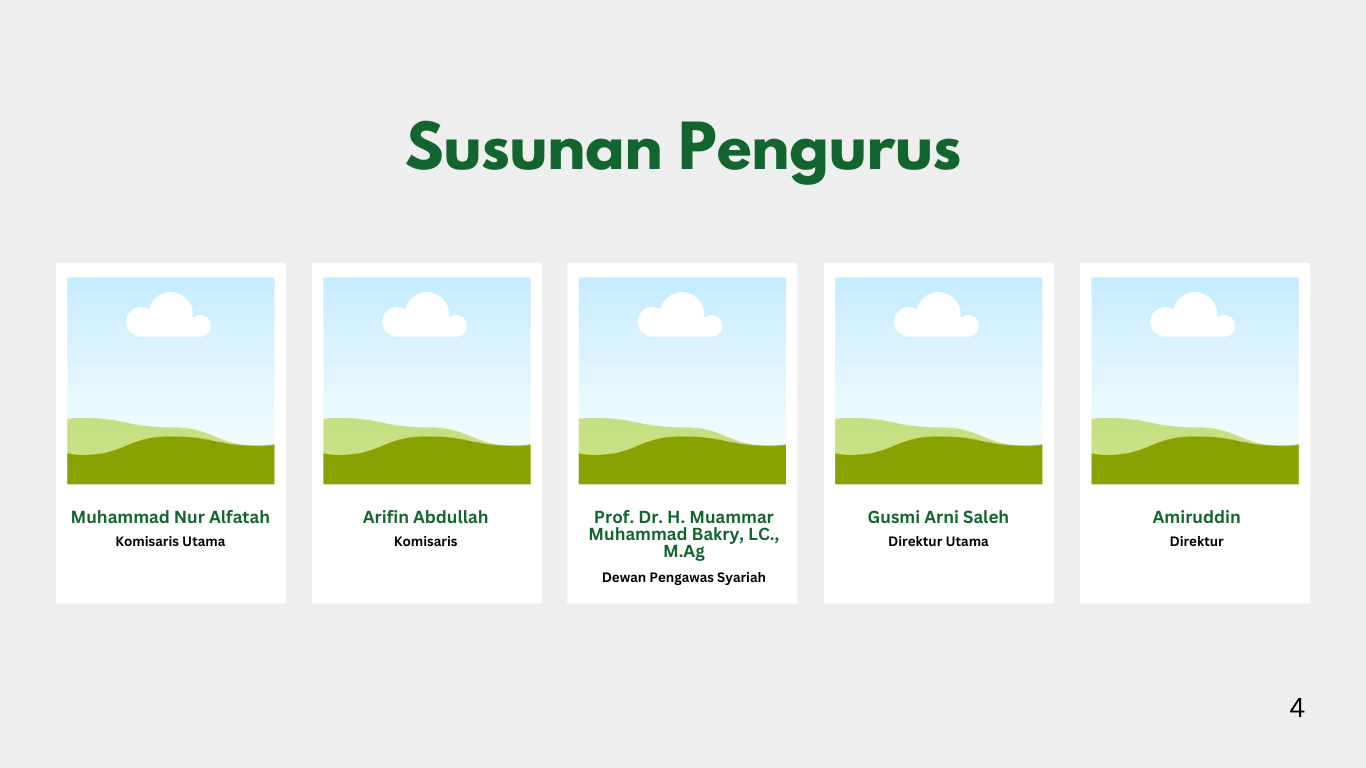 Susunan Pengurus
Muhammad Nur Alfatah
Komisaris Utama
Arifin Abdullah
Komisaris
Prof. Dr. H. Muammar
Muhammad Bakry, LC.,
M.Ag
Dewan Pengawas Syariah
Gusmi Arni Saleh
Direktur Utama
Amiruddin
Direktur
4